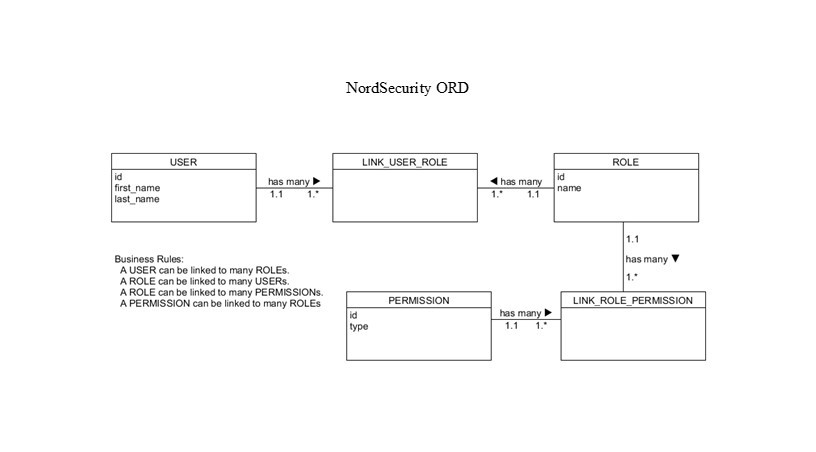 NordSecurity ORD
USER
id
first_name
last_name
has many ▶
1.1 1.*
LINK_USER_ROLE
◀ has many
1.* 1.1
ROLE
id
name
1.1
has many ▼
1.*
Business Rules:
A USER can be linked to many ROLEs.
A ROLE can be linked to many USERs.
A ROLE can be linked to many PERMISSIONs.
A PERMISSION can be linked to many ROLEs
PERMISSION
id
type
has many ▶
1.1 1.*
LINK_ROLE_PERMISSION